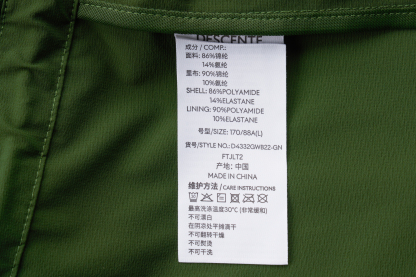 DESCENTE
成分 / COMP.:
面料: 86%锦纶
14%氨纶
里布: 90%锦纶
10%氨纶
SHELL: 86%POLYAMIDE
14%ELASTANE
LINING: 90%POLYAMIDE
10%ELASTANE
号型/SIZE: 170/88A(L)
货号/STYLE NO.: D4332GWB22-GN
FTJLT2
产地: 中国
MADE IN CHINA
维护方法 / CARE INSTRUCTIONS
最高洗涤温度30°C (非常缓和)
不可漂白
在阴凉处平摊滴干
不可翻转干燥
不可熨烫
不可干洗